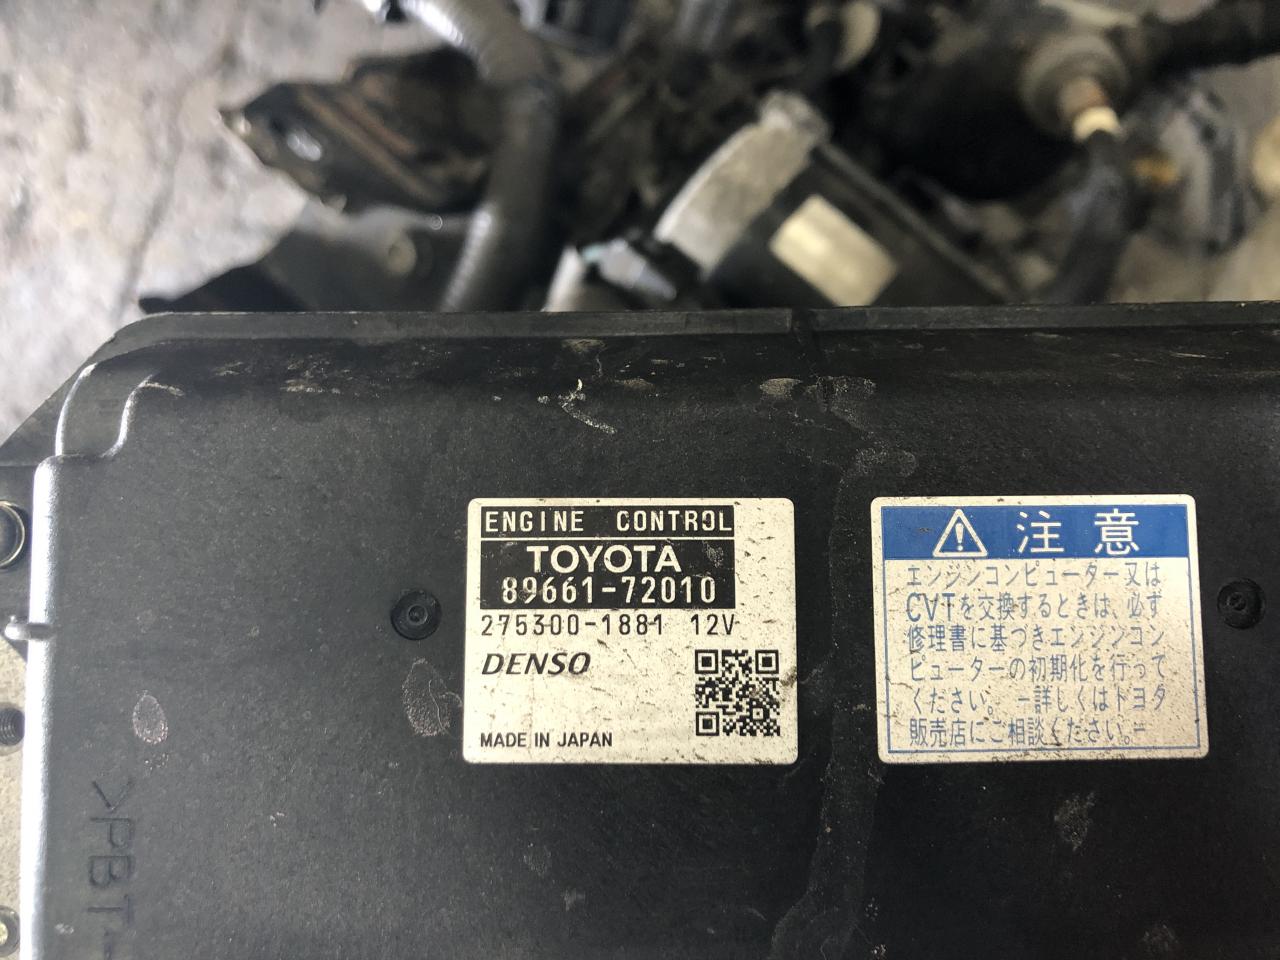 ENGINE CONTROL
TOYOTA
89661-72010
275300-1881 12V
DENSO
MADE IN JAPAN
注意
エンジンコンピューター又は
CVTを交換するときは、必ず
修理書に基づきエンジンコン
ピューターの初期化を行って
ください。 −詳しくはトヨタ
販売店にご相談ください。−
>PBT-